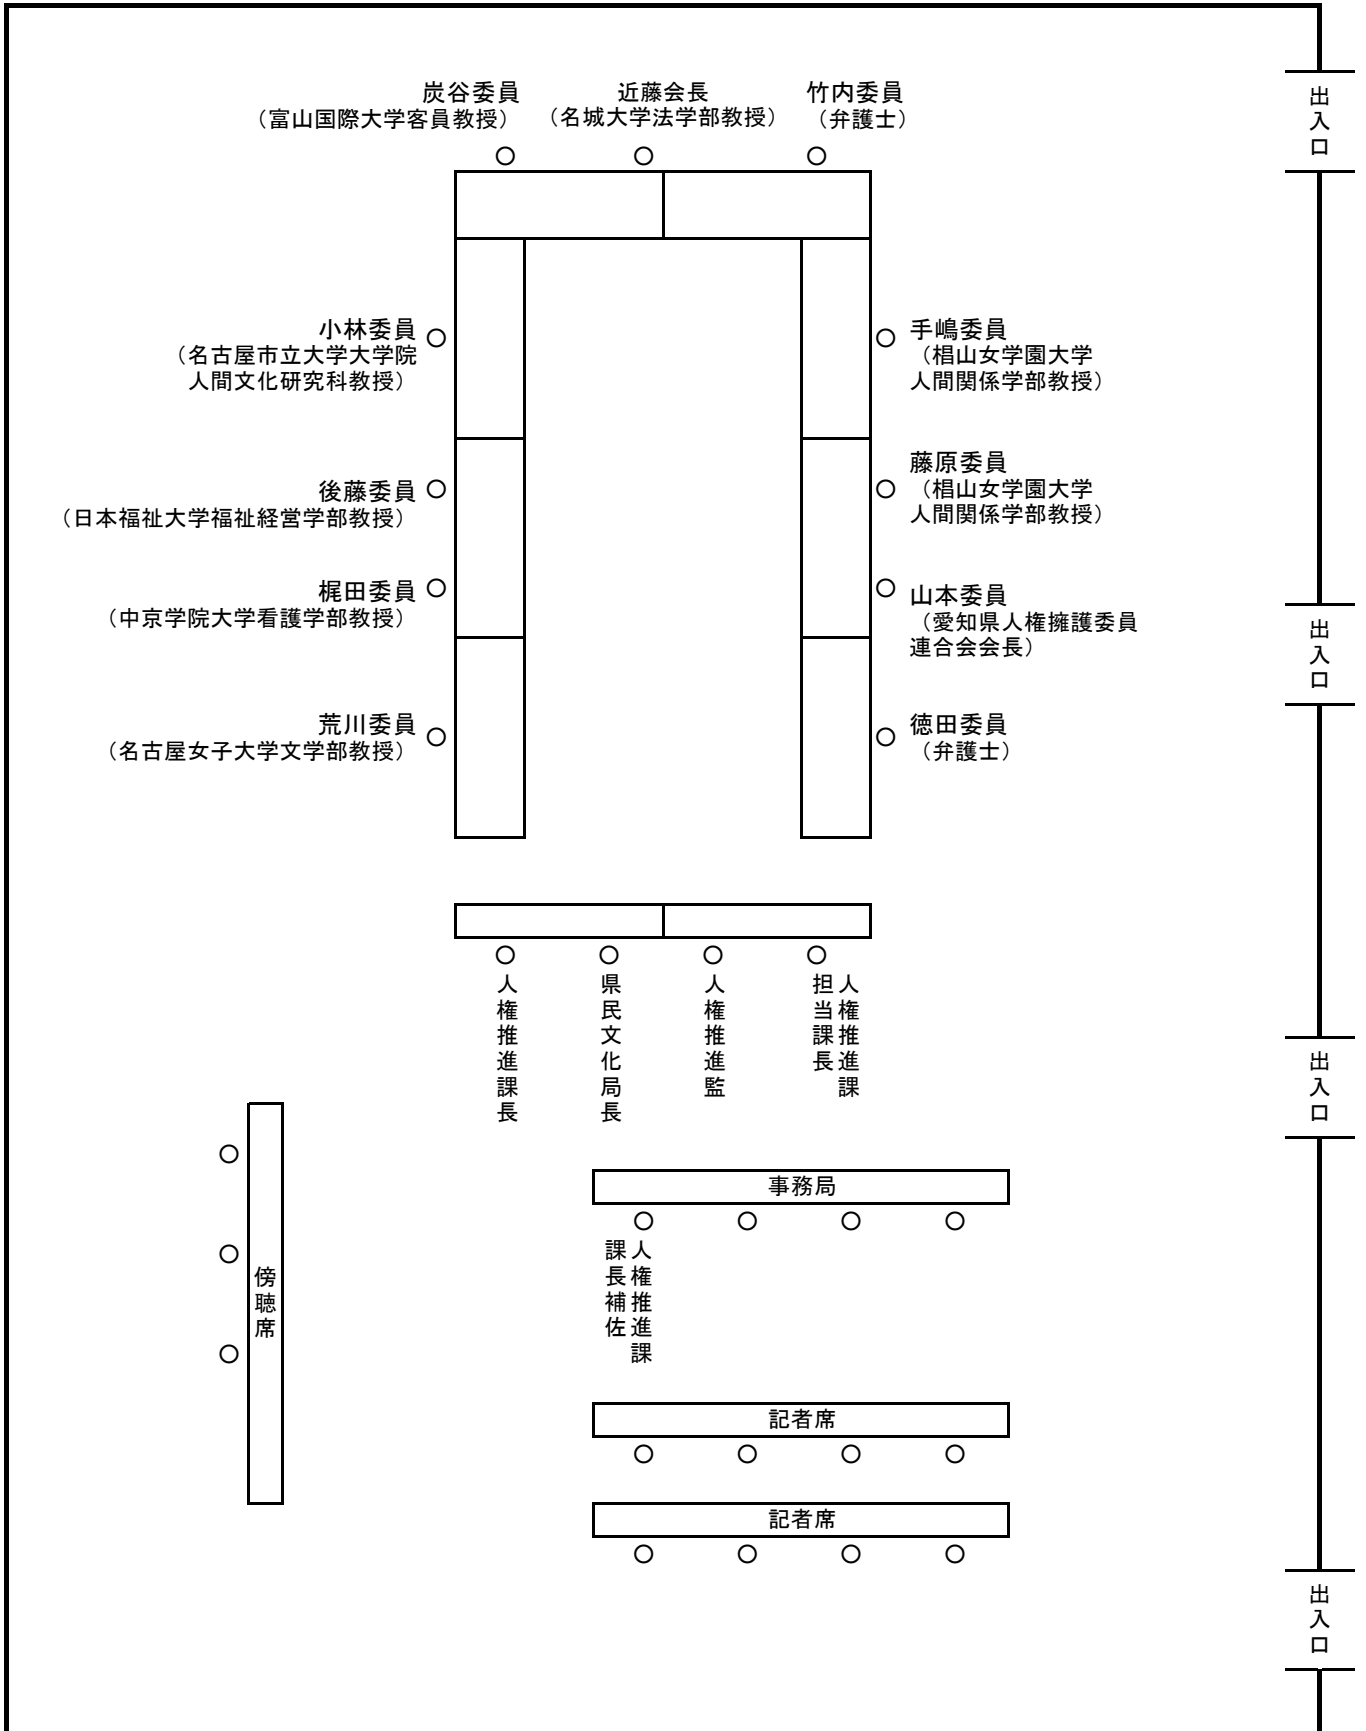 炭谷委員
（富山国際大学客員教授）
近藤会長
（名城大学法学部教授）
竹内委員
（弁護士）
出入口
小林委員
（名古屋市立大学大学院
人間文化研究科教授）
手嶋委員
（椙山女学園大学
人間関係学部教授）
後藤委員
（日本福祉大学福祉経営学部教授）
藤原委員
（椙山女学園大学
人間関係学部教授）
梶田委員
（中京学院大学看護学部教授）
山本委員
（愛知県人権擁護委員
連合会会長）
出入口
荒川委員
（名古屋女子大学文学部教授）
徳田委員
（弁護士）
人権推進課長
県民文化局長
人権推進監
人権推進課
担当課長
出入口
事務局
人権推進課
課長補佐
傍聴席
記者席
記者席
出入口